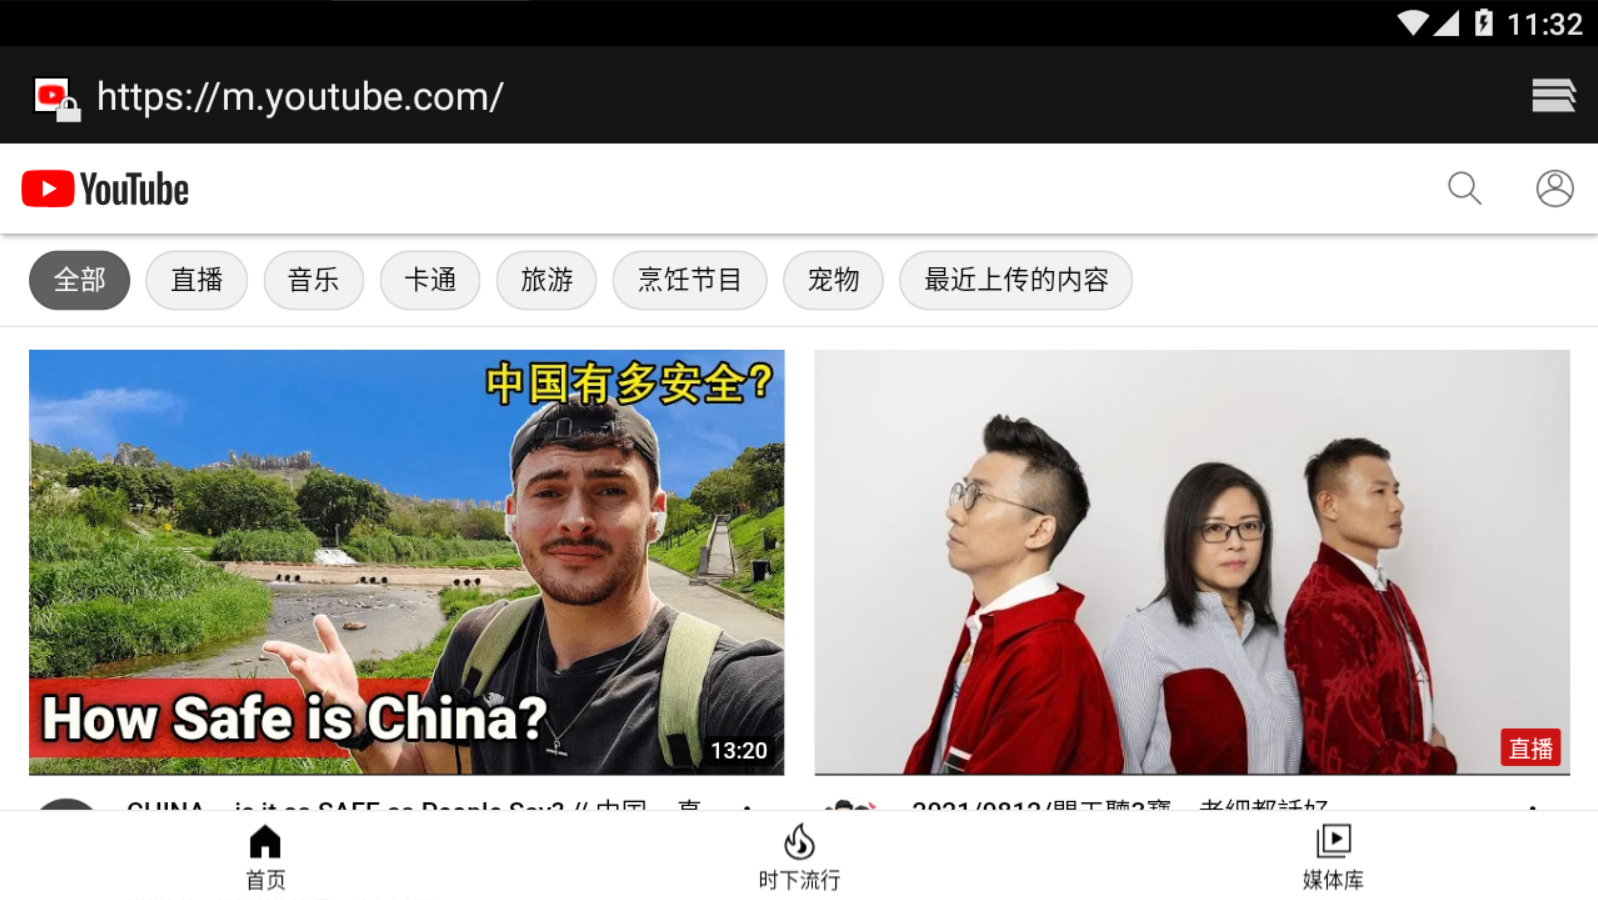 11:32
https://m.youtube.com/
YouTube
全部 直播 音乐 卡通 旅游 烹饪节目 宠物 最近上传的内容
中国有多安全?
How Safe is China?
13:20
直播
CHINA
is it as SAFE as People Say? // 中国
2021/0812/開工聽3寶
老細都話好
首页 时下流行 媒体库